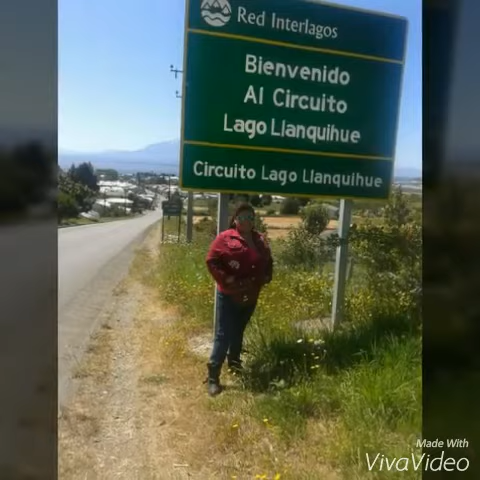 Red Interlagos
Bienvenido
Al Circuito
Lago Llanquihue
Circuito Lago Llanquihue
Made With
VivaVideo